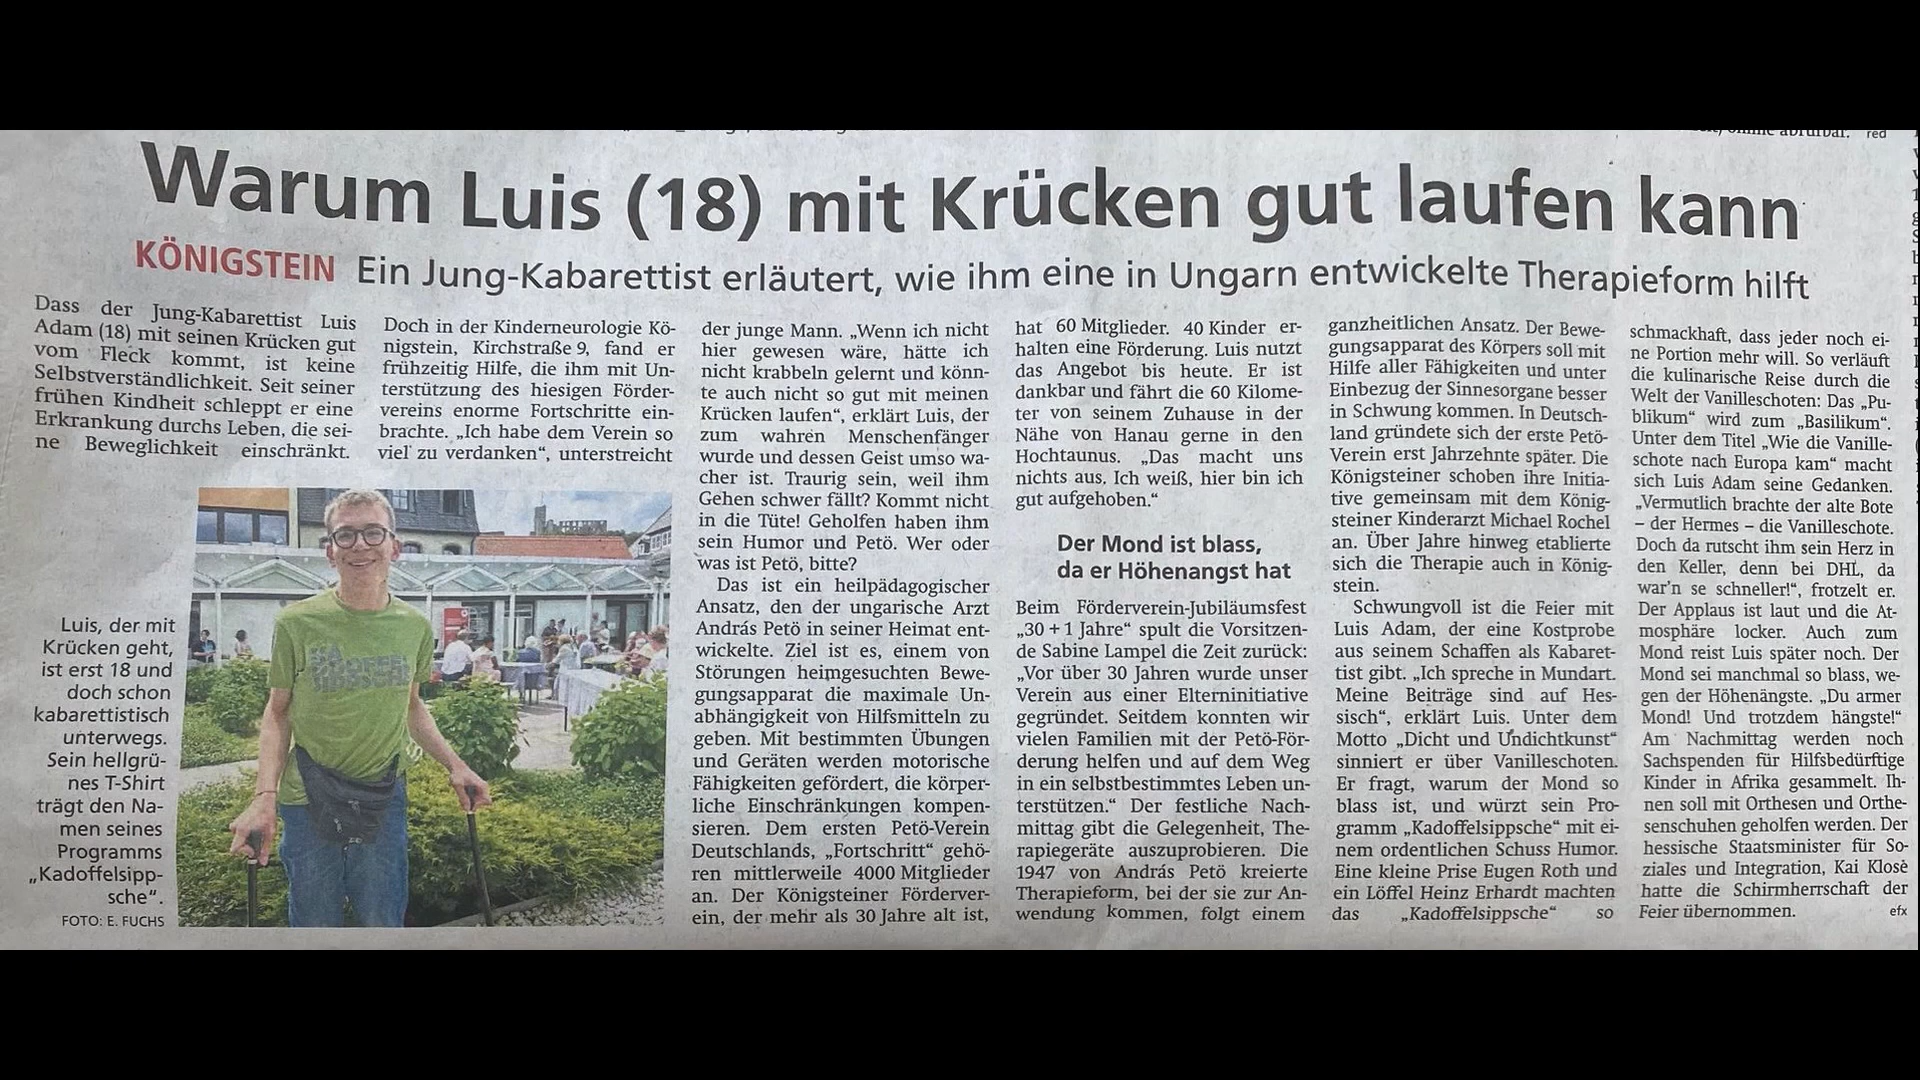 online abrufbar. red
Warum Luis (18) mit Krücken gut laufen kann
KÖNIGSTEIN Ein Jung-Kabarettist erläutert, wie ihm eine in Ungarn entwickelte Therapieform hilft
Dass der Jung-Kabarettist Luis
Adam (18) mit seinen Krücken gut
vom Fleck kommt, ist keine
Selbstverständlichkeit. Seit seiner
frühen Kindheit schleppt er eine
Erkrankung durchs Leben, die sei-
ne Beweglichkeit einschränkt.
Doch in der Kinderneurologie Kö-
nigstein, Kirchstraße 9, fand er
frühzeitig Hilfe, die ihm mit Un-
terstützung des hiesigen Förder-
vereins enorme Fortschritte ein-
brachte. „Ich habe dem Verein so
viel zu verdanken“, unterstreicht
Luis, der mit
Krücken geht,
ist erst 18 und
doch schon
kabarettistisch
unterwegs.
Sein hellgrü-
nes T-Shirt
trägt den Na-
men seines
Programms
„Kadoffelsipp-
sche“.
FOTO: E. FUCHS
der junge Mann. „Wenn ich nicht
hier gewesen wäre, hätte ich
nicht krabbeln gelernt und könn-
te auch nicht so gut mit meinen
Krücken laufen“, erklärt Luis, der
zum wahren Menschenfänger
wurde und dessen Geist umso wa-
cher ist. Traurig sein, weil ihm
Gehen schwer fällt? Kommt nicht
in die Tüte! Geholfen haben ihm
sein Humor und Petö. Wer oder
was ist Petö, bitte?
Das ist ein heilpädagogischer
Ansatz, den der ungarische Arzt
András Petö in seiner Heimat ent-
wickelte. Ziel ist es, einem von
Störungen heimgesuchten Bewe-
gungsapparat die maximale Un-
abhängigkeit von Hilfsmitteln zu
geben. Mit bestimmten Übungen
und Geräten werden motorische
Fähigkeiten gefördert, die körper-
liche Einschränkungen kompen-
sieren. Dem ersten Petö-Verein
Deutschlands, „Fortschritt“ gehö-
ren mittlerweile 4000 Mitglieder
an. Der Königsteiner Förderver-
ein, der mehr als 30 Jahre alt ist,
hat 60 Mitglieder. 40 Kinder er-
halten eine Förderung. Luis nutzt
das Angebot bis heute. Er ist
dankbar und fährt die 60 Kilome-
ter von seinem Zuhause in der
Nähe von Hanau gerne in den
Hochtaunus. „Das macht uns
nichts aus. Ich weiß, hier bin ich
gut aufgehoben.“
Der Mond ist blass,
da er Höhenangst hat
Beim Förderverein-Jubiläumsfest
„30 + 1 Jahre“ spult die Vorsitzen-
de Sabine Lampel die Zeit zurück:
„Vor über 30 Jahren wurde unser
Verein aus einer Elterninitiative
gegründet. Seitdem konnten wir
vielen Familien mit der Petö-För-
derung helfen und auf dem Weg
in ein selbstbestimmtes Leben un-
terstützen.“ Der festliche Nach-
mittag gibt die Gelegenheit, The-
rapiegeräte auszuprobieren. Die
1947 von András Petö kreierte
Therapieform, bei der sie zur An-
wendung kommen, folgt einem
ganzheitlichen Ansatz. Der Bewe-
gungsapparat des Körpers soll mit
Hilfe aller Fähigkeiten und unter
Einbezug der Sinnesorgane besser
in Schwung kommen. In Deutsch-
land gründete sich der erste Petö-
Verein erst Jahrzehnte später. Die
Königsteiner schoben ihre Initia-
tive gemeinsam mit dem König-
steiner Kinderarzt Michael Rochel
an. Über Jahre hinweg etablierte
sich die Therapie auch in König-
stein.
Schwungvoll ist die Feier mit
Luis Adam, der eine Kostprobe
aus seinem Schaffen als Kabaret-
tist gibt. „Ich spreche in Mundart.
Meine Beiträge sind auf Hes-
sisch“, erklärt Luis. Unter dem
Motto „Dicht und Undichtkunst“
sinniert er über Vanilleschoten.
Er fragt, warum der Mond so
blass ist, und würzt sein Pro-
gramm „Kadoffelsippsche“ mit ei-
nem ordentlichen Schuss Humor.
Eine kleine Prise Eugen Roth und
ein Löffel Heinz Erhardt machten
das „Kadoffelsippsche“ so
schmackhaft, dass jeder noch ei-
ne Portion mehr will. So verläuft
die kulinarische Reise durch die
Welt der Vanilleschoten: Das „Pu-
blikum“ wird zum „Basilikum“.
Unter dem Titel „Wie die Vanille-
schote nach Europa kam“ macht
sich Luis Adam seine Gedanken.
„Vermutlich brachte der alte Bote
– der Hermes – die Vanilleschote.
Doch da rutscht ihm sein Herz in
den Keller, denn bei DHL, da
war’n se schneller!“, frotzelt er.
Der Applaus ist laut und die At-
mosphäre locker. Auch zum
Mond reist Luis später noch. Der
Mond sei manchmal so blass, we-
gen der Höhenängste. „Du armer
Mond! Und trotzdem hängste!“
Am Nachmittag werden noch
Sachspenden für Hilfsbedürftige
Kinder in Afrika gesammelt. Ih-
nen soll mit Orthesen und Orthe-
senschuhen geholfen werden. Der
hessische Staatsminister für So-
ziales und Integration, Kai Klose
hatte die Schirmherrschaft der
Feier übernommen. efx